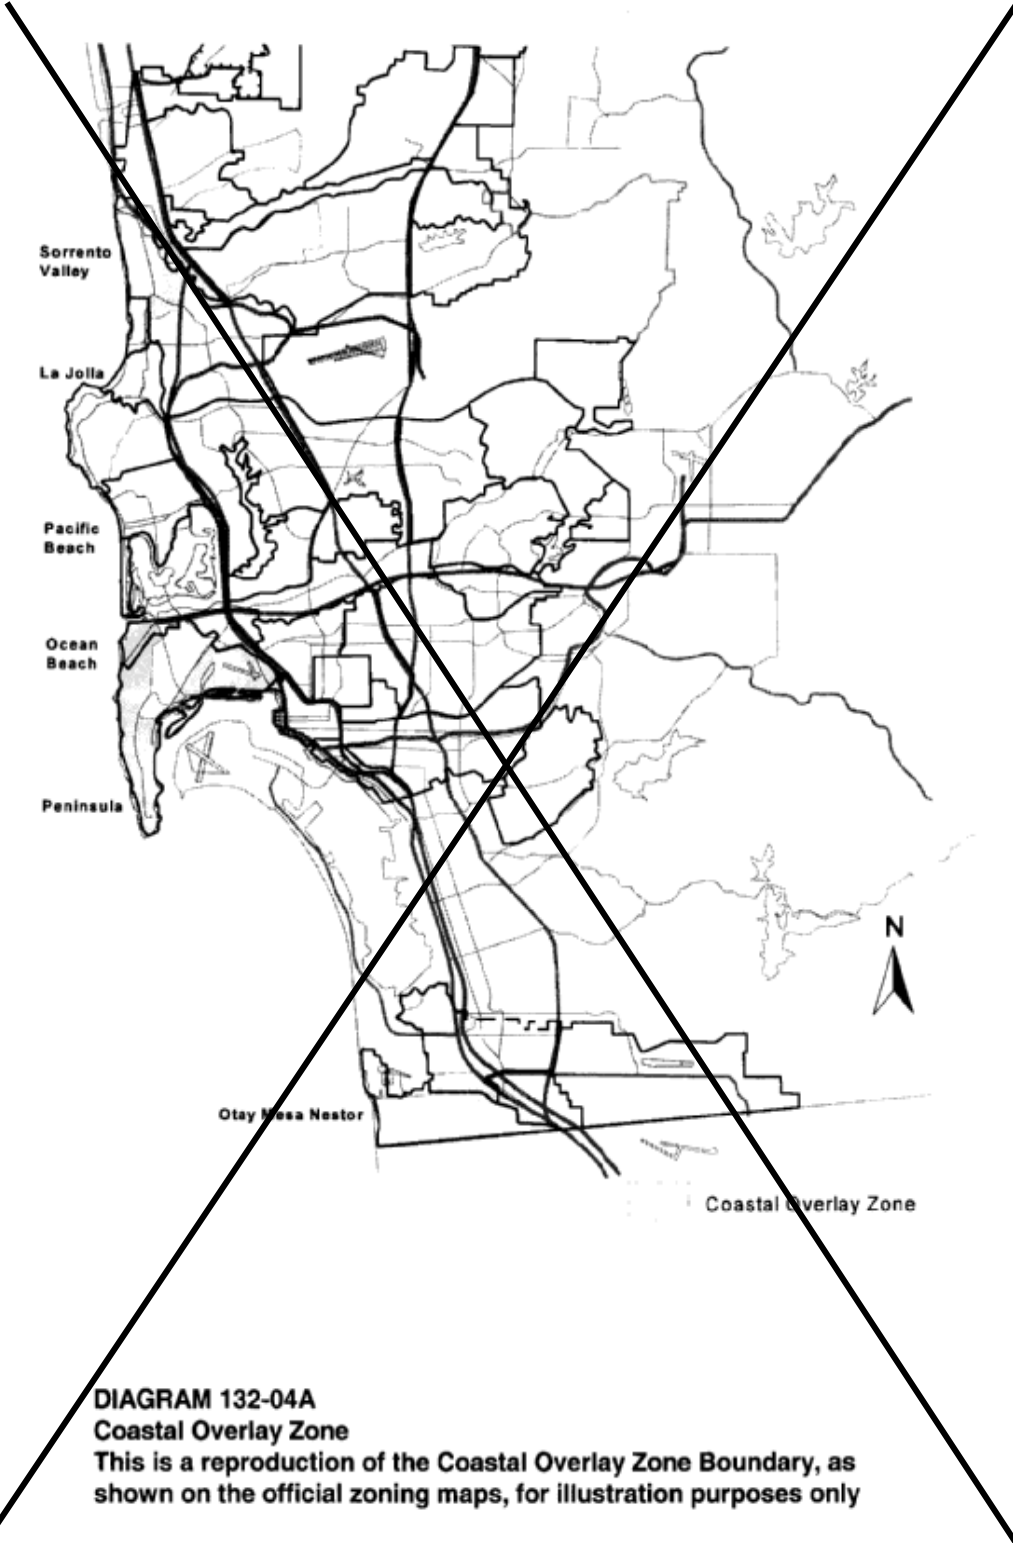 Sorrento
Valley
La Jolla
Pacific
Beach
Ocean
Beach
Peninsula
N
Otay Mesa Nestor
Coastal Overlay Zone
DIAGRAM 132-04A
Coastal Overlay Zone
This is a reproduction of the Coastal Overlay Zone Boundary, as
shown on the official zoning maps, for illustration purposes only